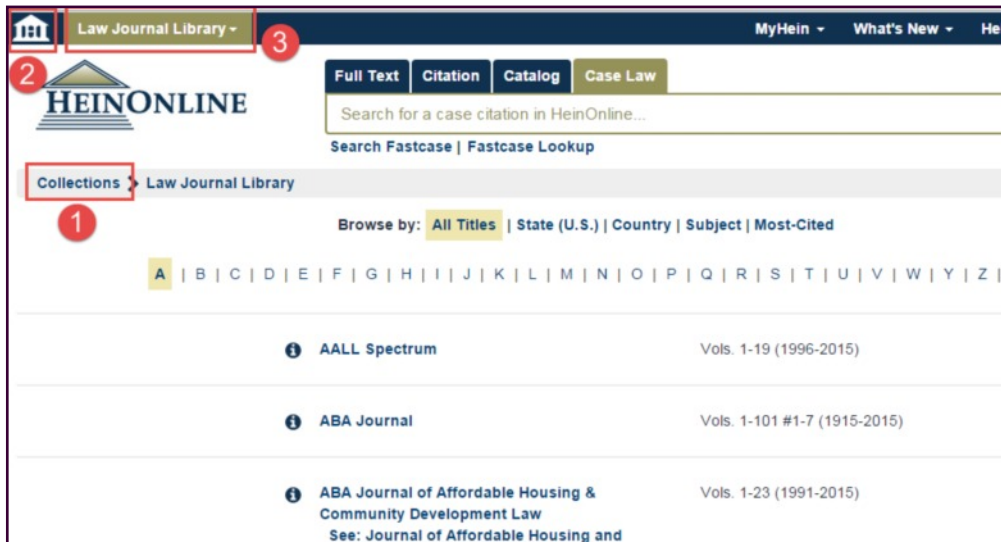 Law Journal Library
3
MyHein
What's New
2
HEINONLINE
Full Text
Citation
Catalog
Case Law
Search for a case citation in HeinOnline...
Search Fastcase | Fastcase Lookup
Collections > Law Journal Library
1
Browse by: All Titles | State (U.S.) | Country | Subject | Most-Cited
A | B | C | D | E | F | G | H | I | J | K | L | M | N | O | P | Q | R | S | T | U | V | W | Y | Z |
AALL Spectrum
Vols. 1-19 (1996-2015)
ABA Journal
Vols. 1-101 #1-7 (1915-2015)
ABA Journal of Affordable Housing &
Vols. 1-23 (1991-2015)
Community Development Law
See: Journal of Affordable Housing and